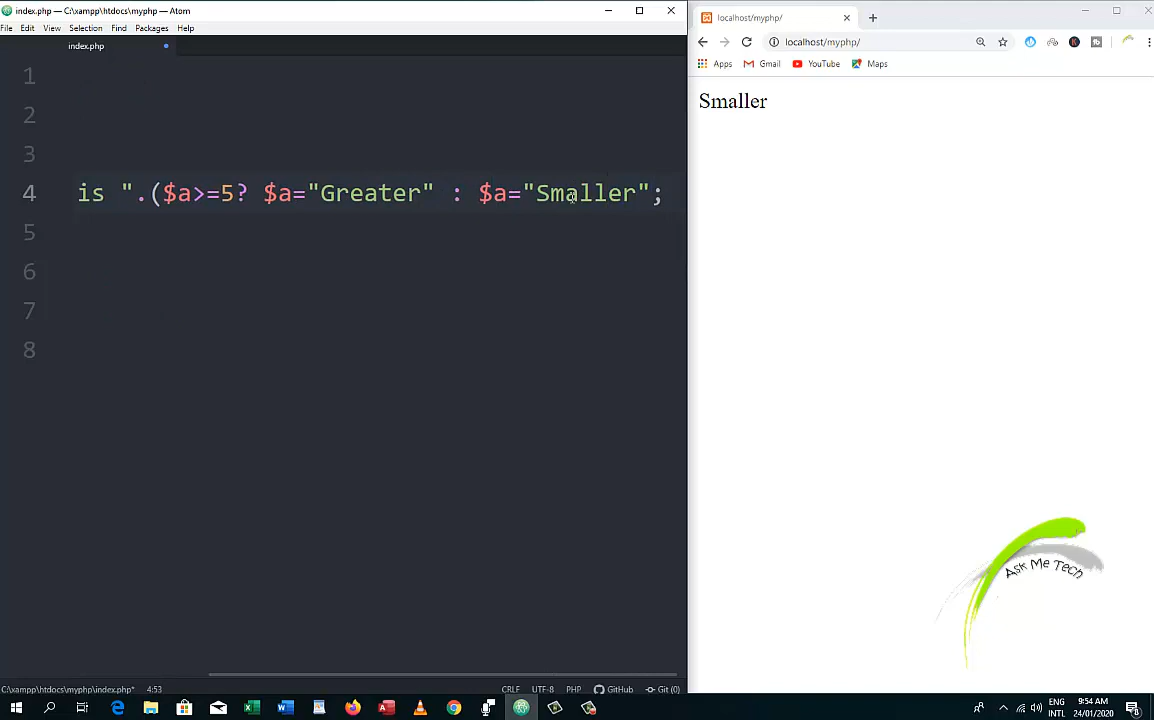 index.php — C:\xampp\htdocs\myphp — Atom
File Edit View Selection Find Packages Help
index.php
1
2
3
4 is ".($a>=5? $a="Greater" : $a="Smaller";
5
6
7
8
C:\xampp\htdocs\myphp\index.php* 4:53 CRLF UTF-8 PHP GitHub Git (0)
localhost/myphp/
localhost/myphp/
Apps Gmail YouTube Maps
Smaller
Ask Me Tech
ENG 9:54 AM
INTL 24/01/2020